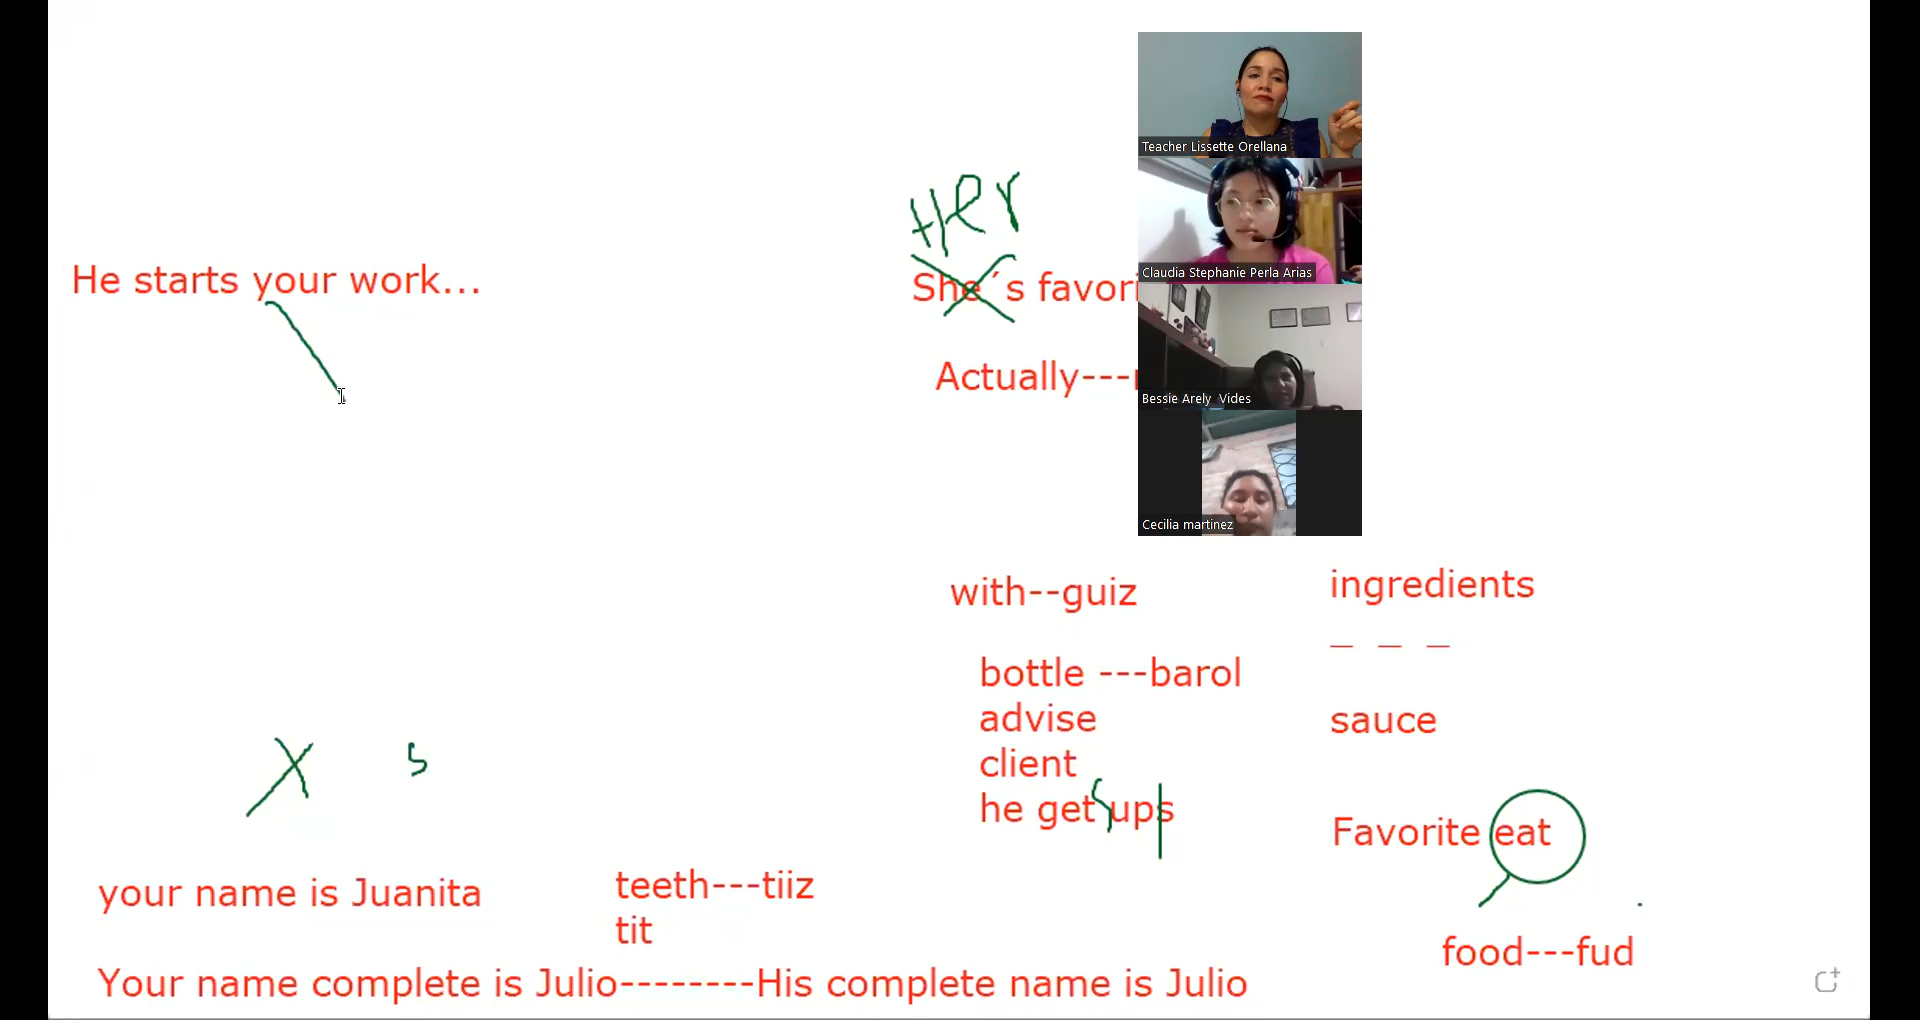 Teacher Lissette Orellana
HEr
Claudia Stephanie Perla Arias
He starts your work...
She´s favori
Actually---
Bessie Arely Vides
Cecilia martinez
with--guiz
ingredients
_ _ _
bottle ---barol
advise
sauce
client
he get s ups
Favorite eat
X s
your name is Juanita
teeth---tiiz
tit
food---fud
Your name complete is Julio--------His complete name is Julio